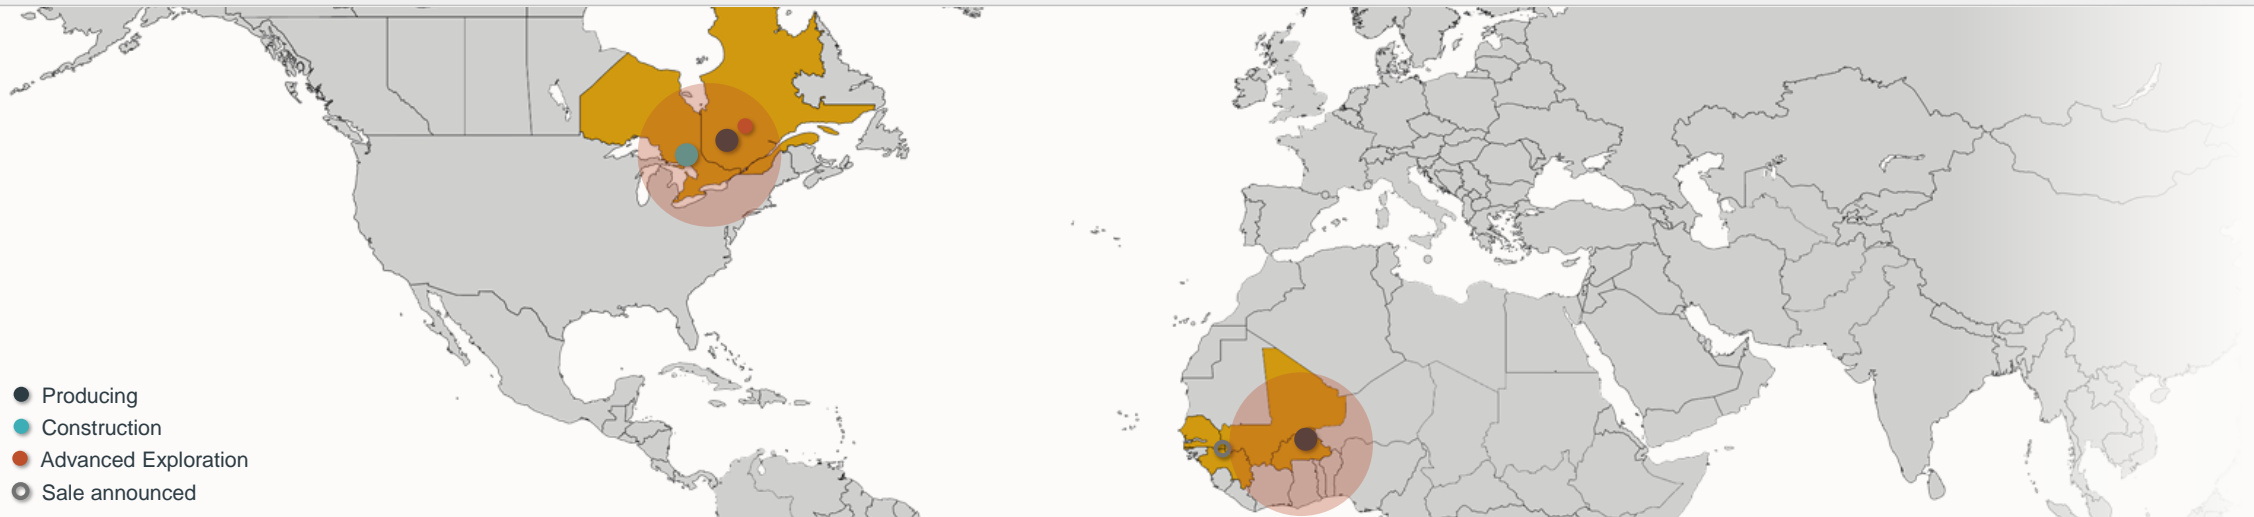 Producing
Construction
Advanced Exploration
Sale announced